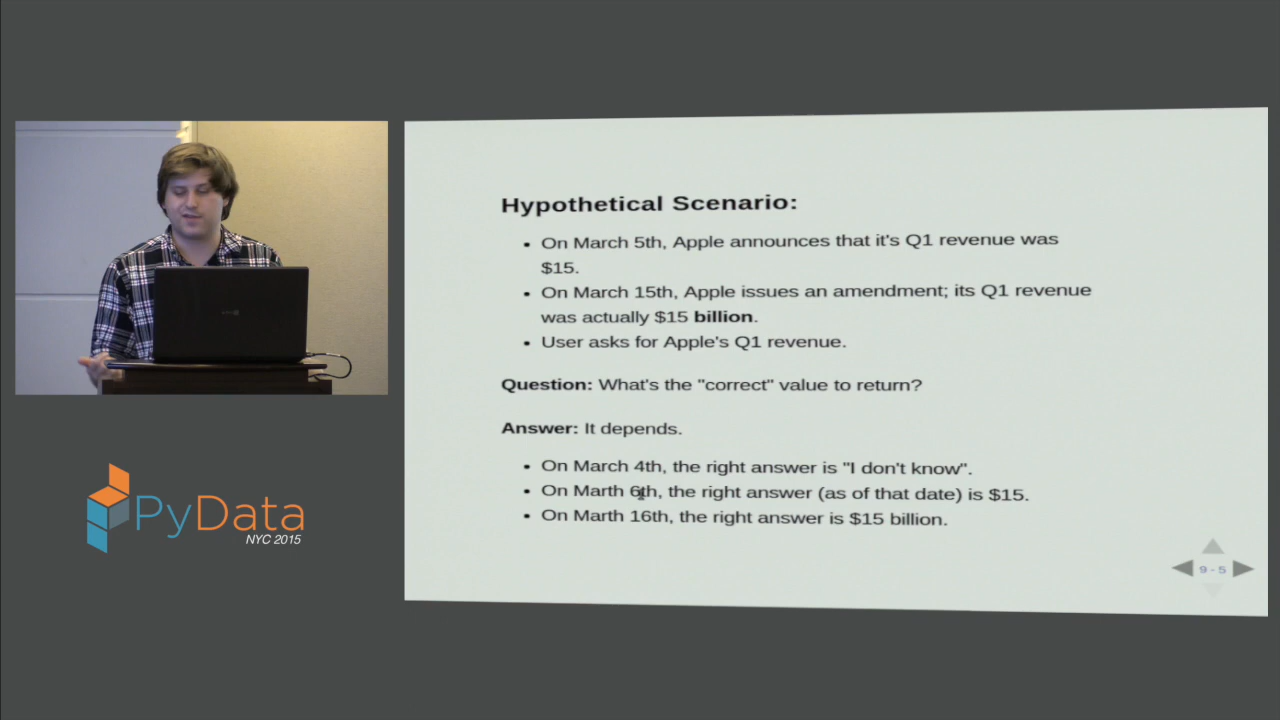 Hypothetical Scenario:
• On March 5th, Apple announces that it's Q1 revenue was
$15.
• On March 15th, Apple issues an amendment; its Q1 revenue
was actually $15 billion.
• User asks for Apple's Q1 revenue.
Question: What's the "correct" value to return?
Answer: It depends.
• On March 4th, the right answer is "I don't know".
• On Marth 6th, the right answer (as of that date) is $15.
• On Marth 16th, the right answer is $15 billion.
9 - 5
PyData
NYC 2015